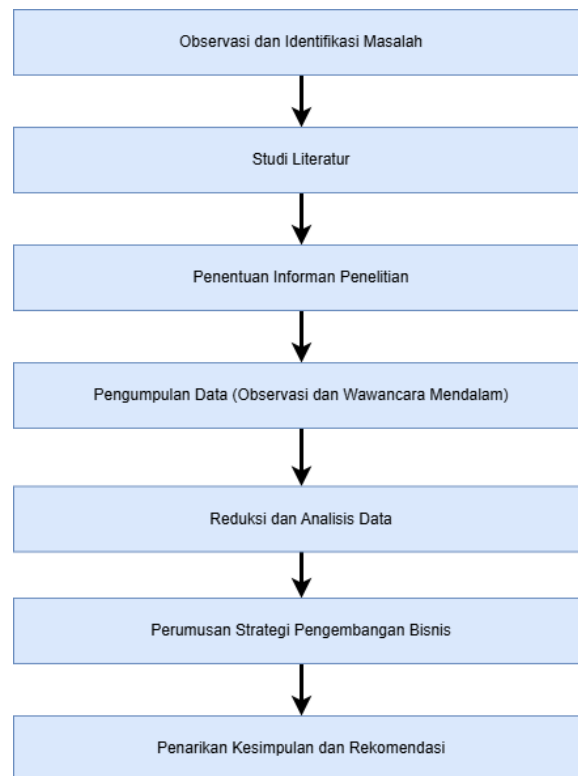 Observasi dan Identifikasi Masalah
Studi Literatur
Penentuan Informan Penelitian
Pengumpulan Data (Observasi dan Wawancara Mendalam)
Reduksi dan Analisis Data
Perumusan Strategi Pengembangan Bisnis
Penarikan Kesimpulan dan Rekomendasi